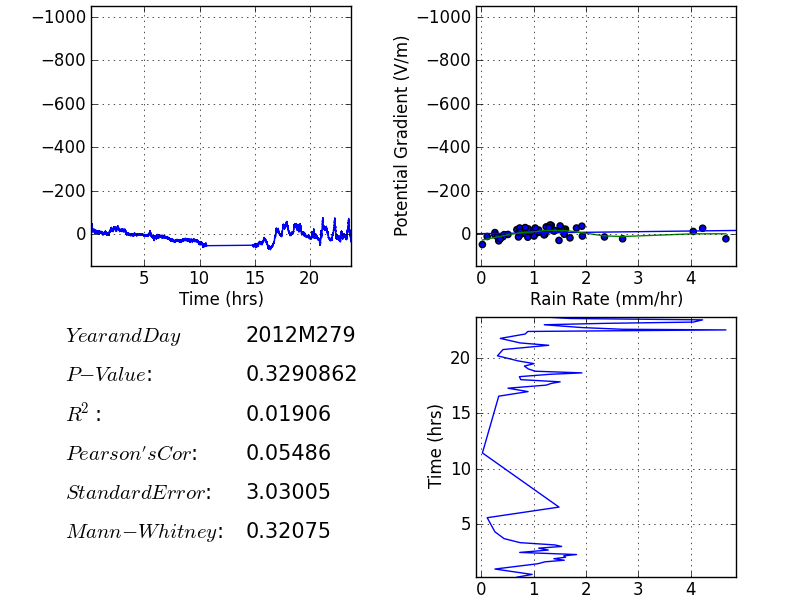 −1000
−800
−600
−400
−200
0
5 10 15 20
Time (hrs)
Potential Gradient (V/m)
−1000
−800
−600
−400
−200
0
0 1 2 3 4
Rain Rate (mm/hr)
YearandDay 2012M279
P−Value: 0.3290862
R²: 0.01906
Pearson'sCor: 0.05486
StandardError: 3.03005
Mann−Whitney: 0.32075
Time (hrs)
20
15
10
5
0 1 2 3 4